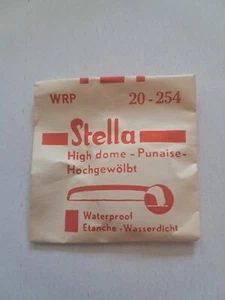 WRP 20-254
Stella
High dome - Punaise-
Hochgewölbt
Waterproof
Etanche - Wasserdicht